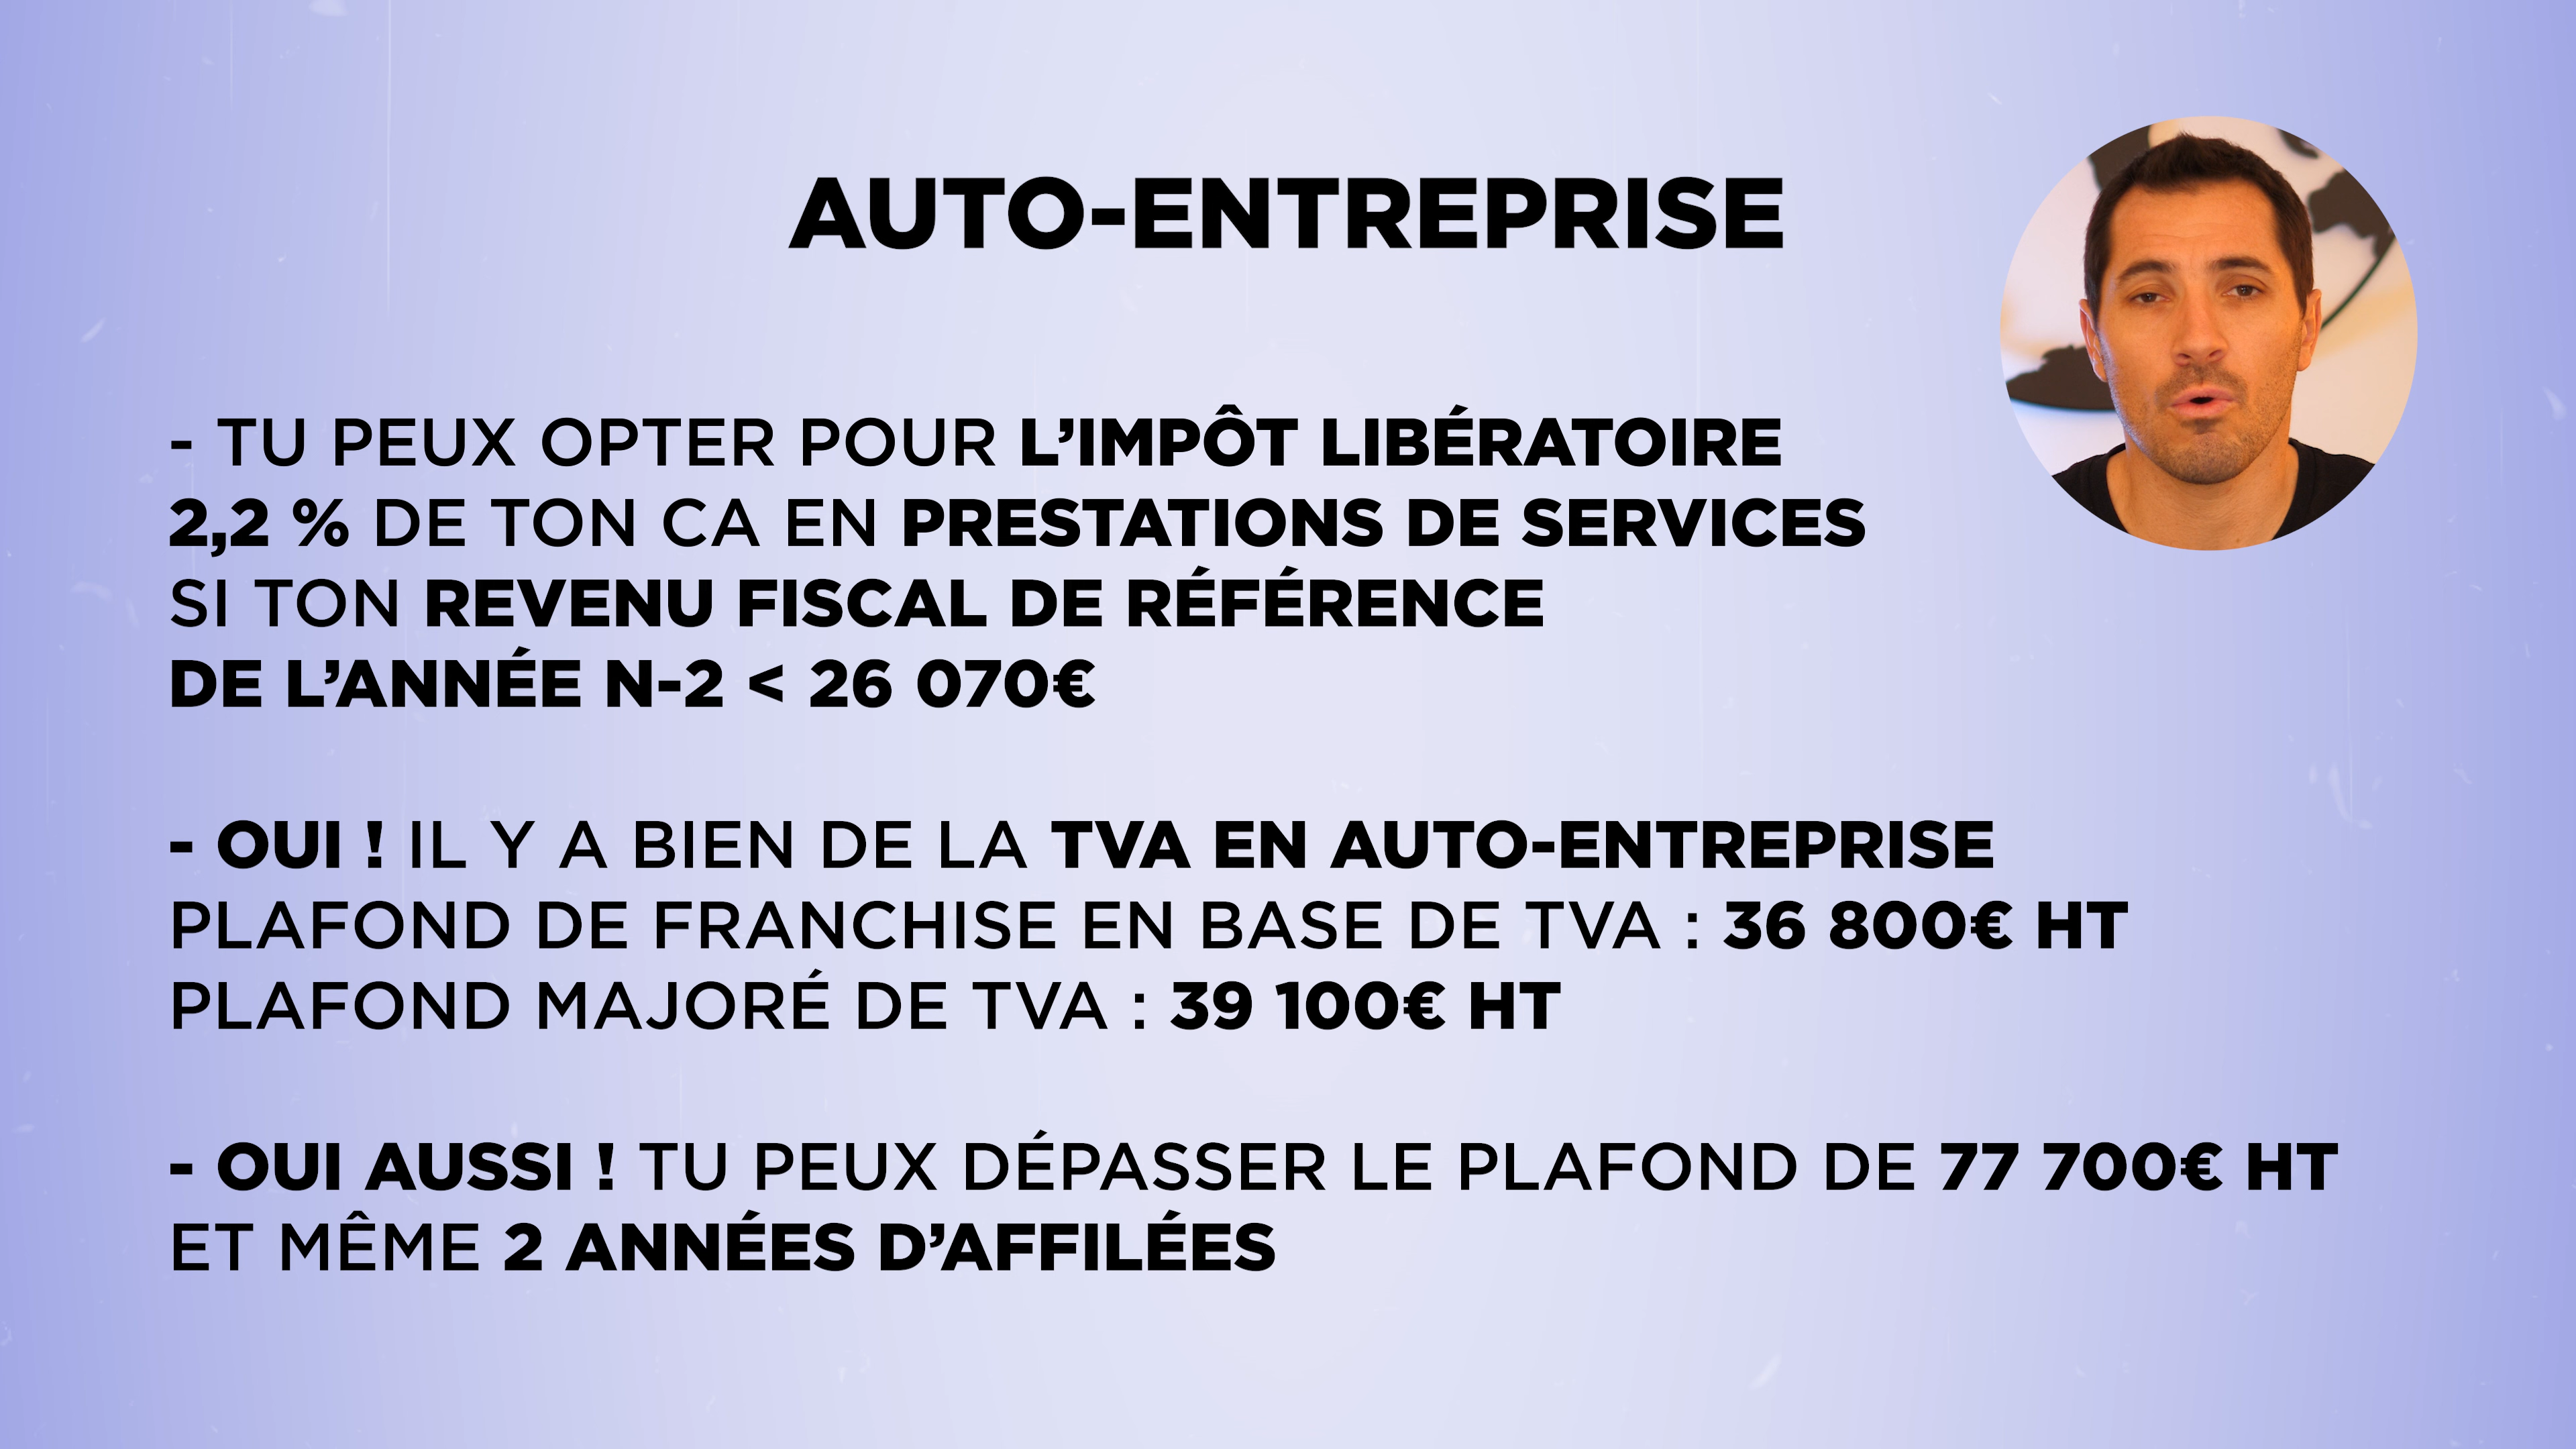 AUTO-ENTREPRISE
- TU PEUX OPTER POUR L’IMPÔT LIBÉRATOIRE
2,2 % DE TON CA EN PRESTATIONS DE SERVICES
SI TON REVENU FISCAL DE RÉFÉRENCE
DE L’ANNÉE N-2 < 26 070€
- OUI ! IL Y A BIEN DE LA TVA EN AUTO-ENTREPRISE
PLAFOND DE FRANCHISE EN BASE DE TVA : 36 800€ HT
PLAFOND MAJORÉ DE TVA : 39 100€ HT
- OUI AUSSI ! TU PEUX DÉPASSER LE PLAFOND DE 77 700€ HT
ET MÊME 2 ANNÉES D’AFFILÉES